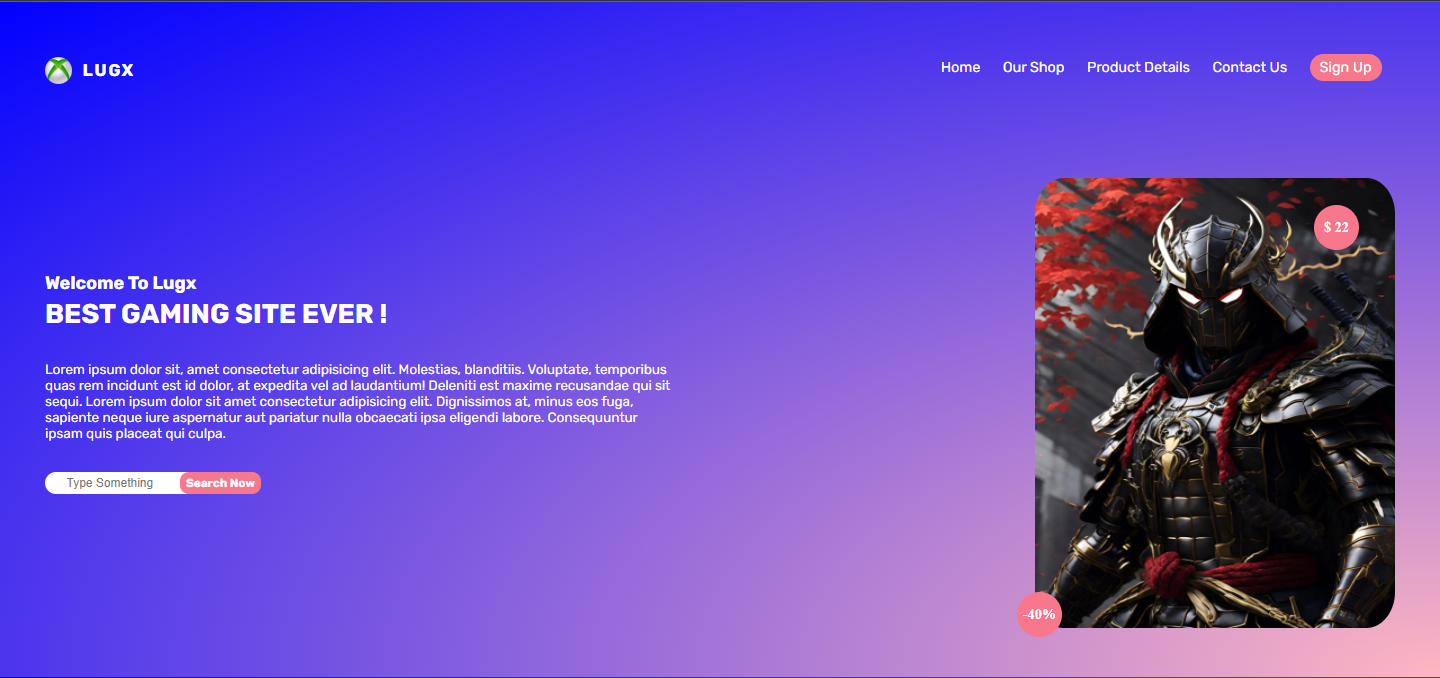 LUGX
Home Our Shop Product Details Contact Us Sign Up
$ 22
Welcome To Lugx
BEST GAMING SITE EVER !
Lorem ipsum dolor sit, amet consectetur adipisicing elit. Molestias, blanditiis. Voluptate, temporibus
quas rem incidunt est id dolor, at expedita vel ad laudantium! Deleniti est maxime recusandae qui sit
sequi. Lorem ipsum dolor sit amet consectetur adipisicing elit. Dignissimos at, minus eos fuga,
sapiente neque iure aspernatur aut pariatur nulla obcaecati ipsa eligendi labore. Consequuntur
ipsam quis placeat qui culpa.
Type Something Search Now
-40%